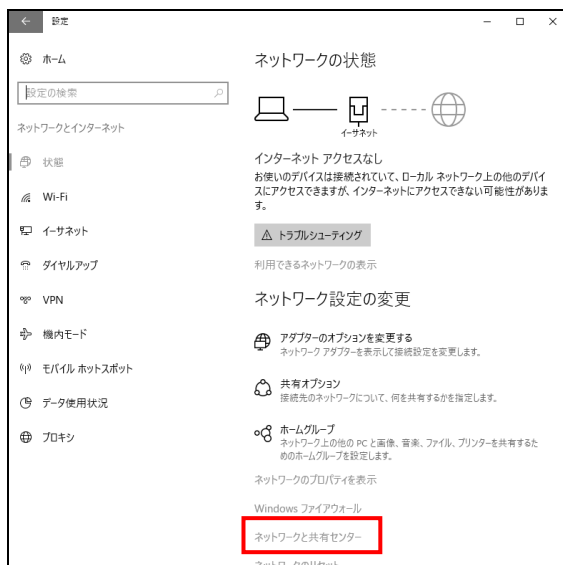 設定
ホーム
設定の検索
ネットワークとインターネット
状態
Wi-Fi
イーサネット
ダイヤルアップ
VPN
機内モード
モバイル ホットスポット
データ使用状況
プロキシ
ネットワークの状態
イーサネット
インターネット アクセスなし
お使いのデバイスは接続されていて、ローカル ネットワーク上の他のデバイ
スにアクセスできますが、インターネットにアクセスできない可能性がありま
す。
トラブルシューティング
利用できるネットワークの表示
ネットワーク設定の変更
アダプターのオプションを変更する
ネットワーク アダプターを表示して接続設定を変更します。
共有オプション
接続先のネットワークについて、何を共有するかを指定します。
ホームグループ
ネットワーク上の他の PC と画像、音楽、ファイル、プリンターを共有するた
めのホームグループを設定します。
ネットワークのプロパティを表示
Windows ファイアウォール
ネットワークと共有センター
ネットワークのリセット